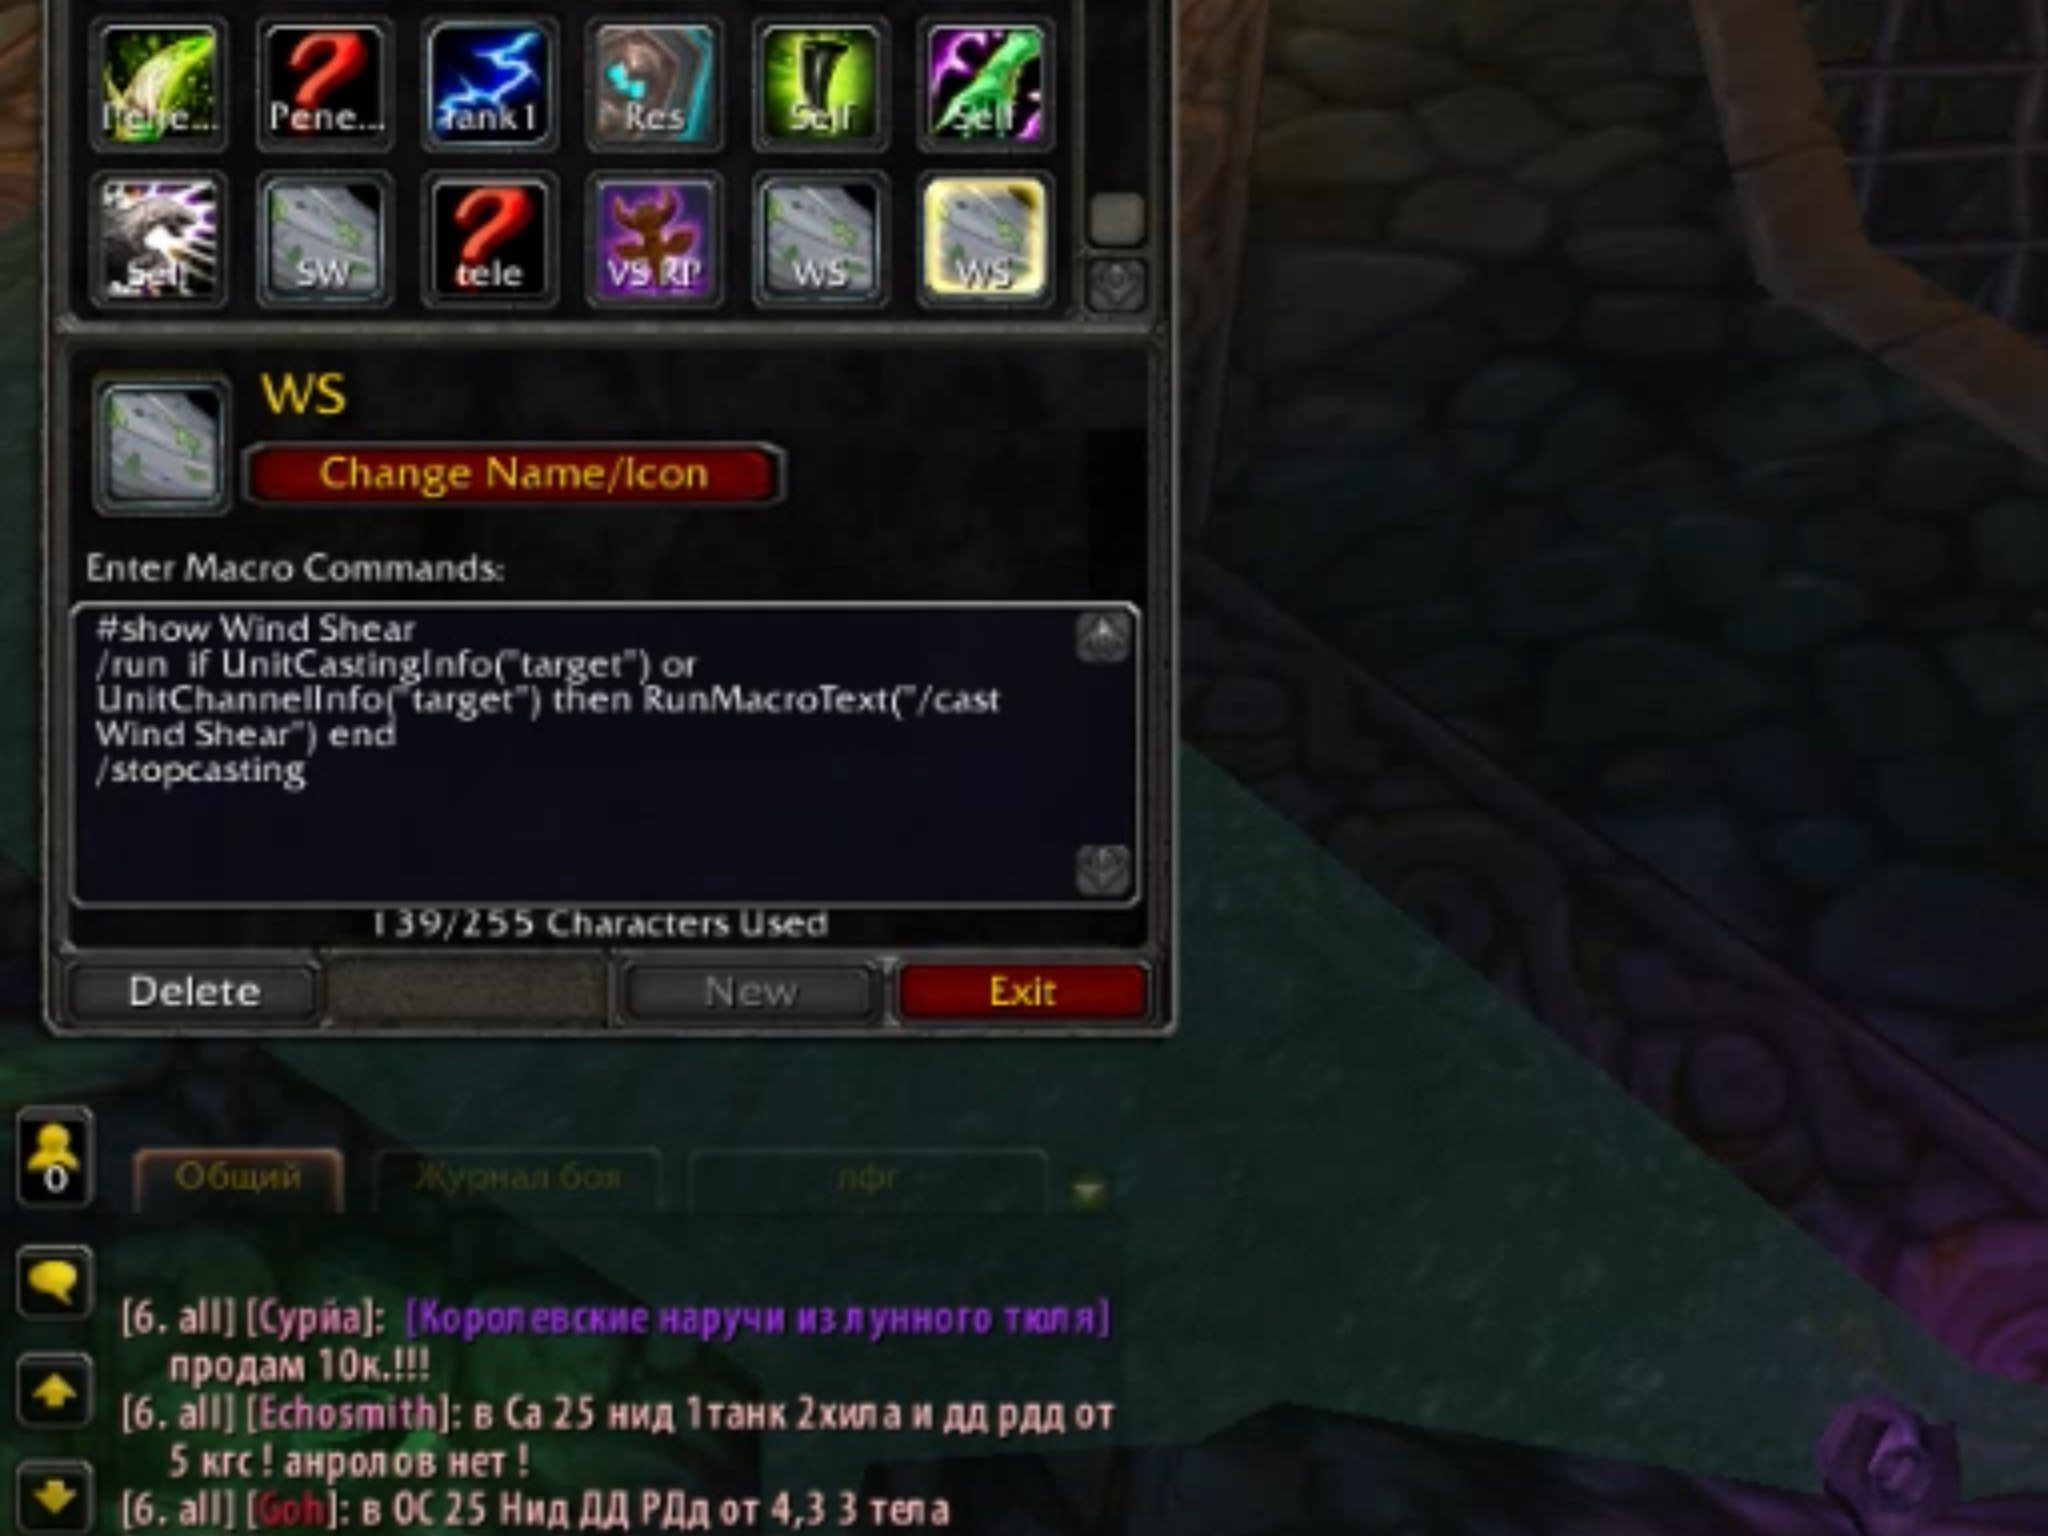 Pene...
Pene...
rank1
Res
Self
Self
Self
SW
tele
VS RP
WS
WS
WS
Change Name/Icon
Enter Macro Commands:
#show Wind Shear
/run  if UnitCastingInfo("target") or
UnitChannelInfo("target") then RunMacroText("/cast
Wind Shear") end
/stopcasting
139/255 Characters Used
Delete
New
Exit
0
Общий
Журнал боя
лфг
[6. all] [Сурйа]: [Королевские наручи из лунного тюля]
продам 10к.!!!
[6. all] [Echosmith]: в Са 25 нид 1танк 2хила и дд рдд от
5 кгс ! анролов нет !
[6. all] [Goh]: в ОС 25 Нид ДД РДд от 4,3 3 тела